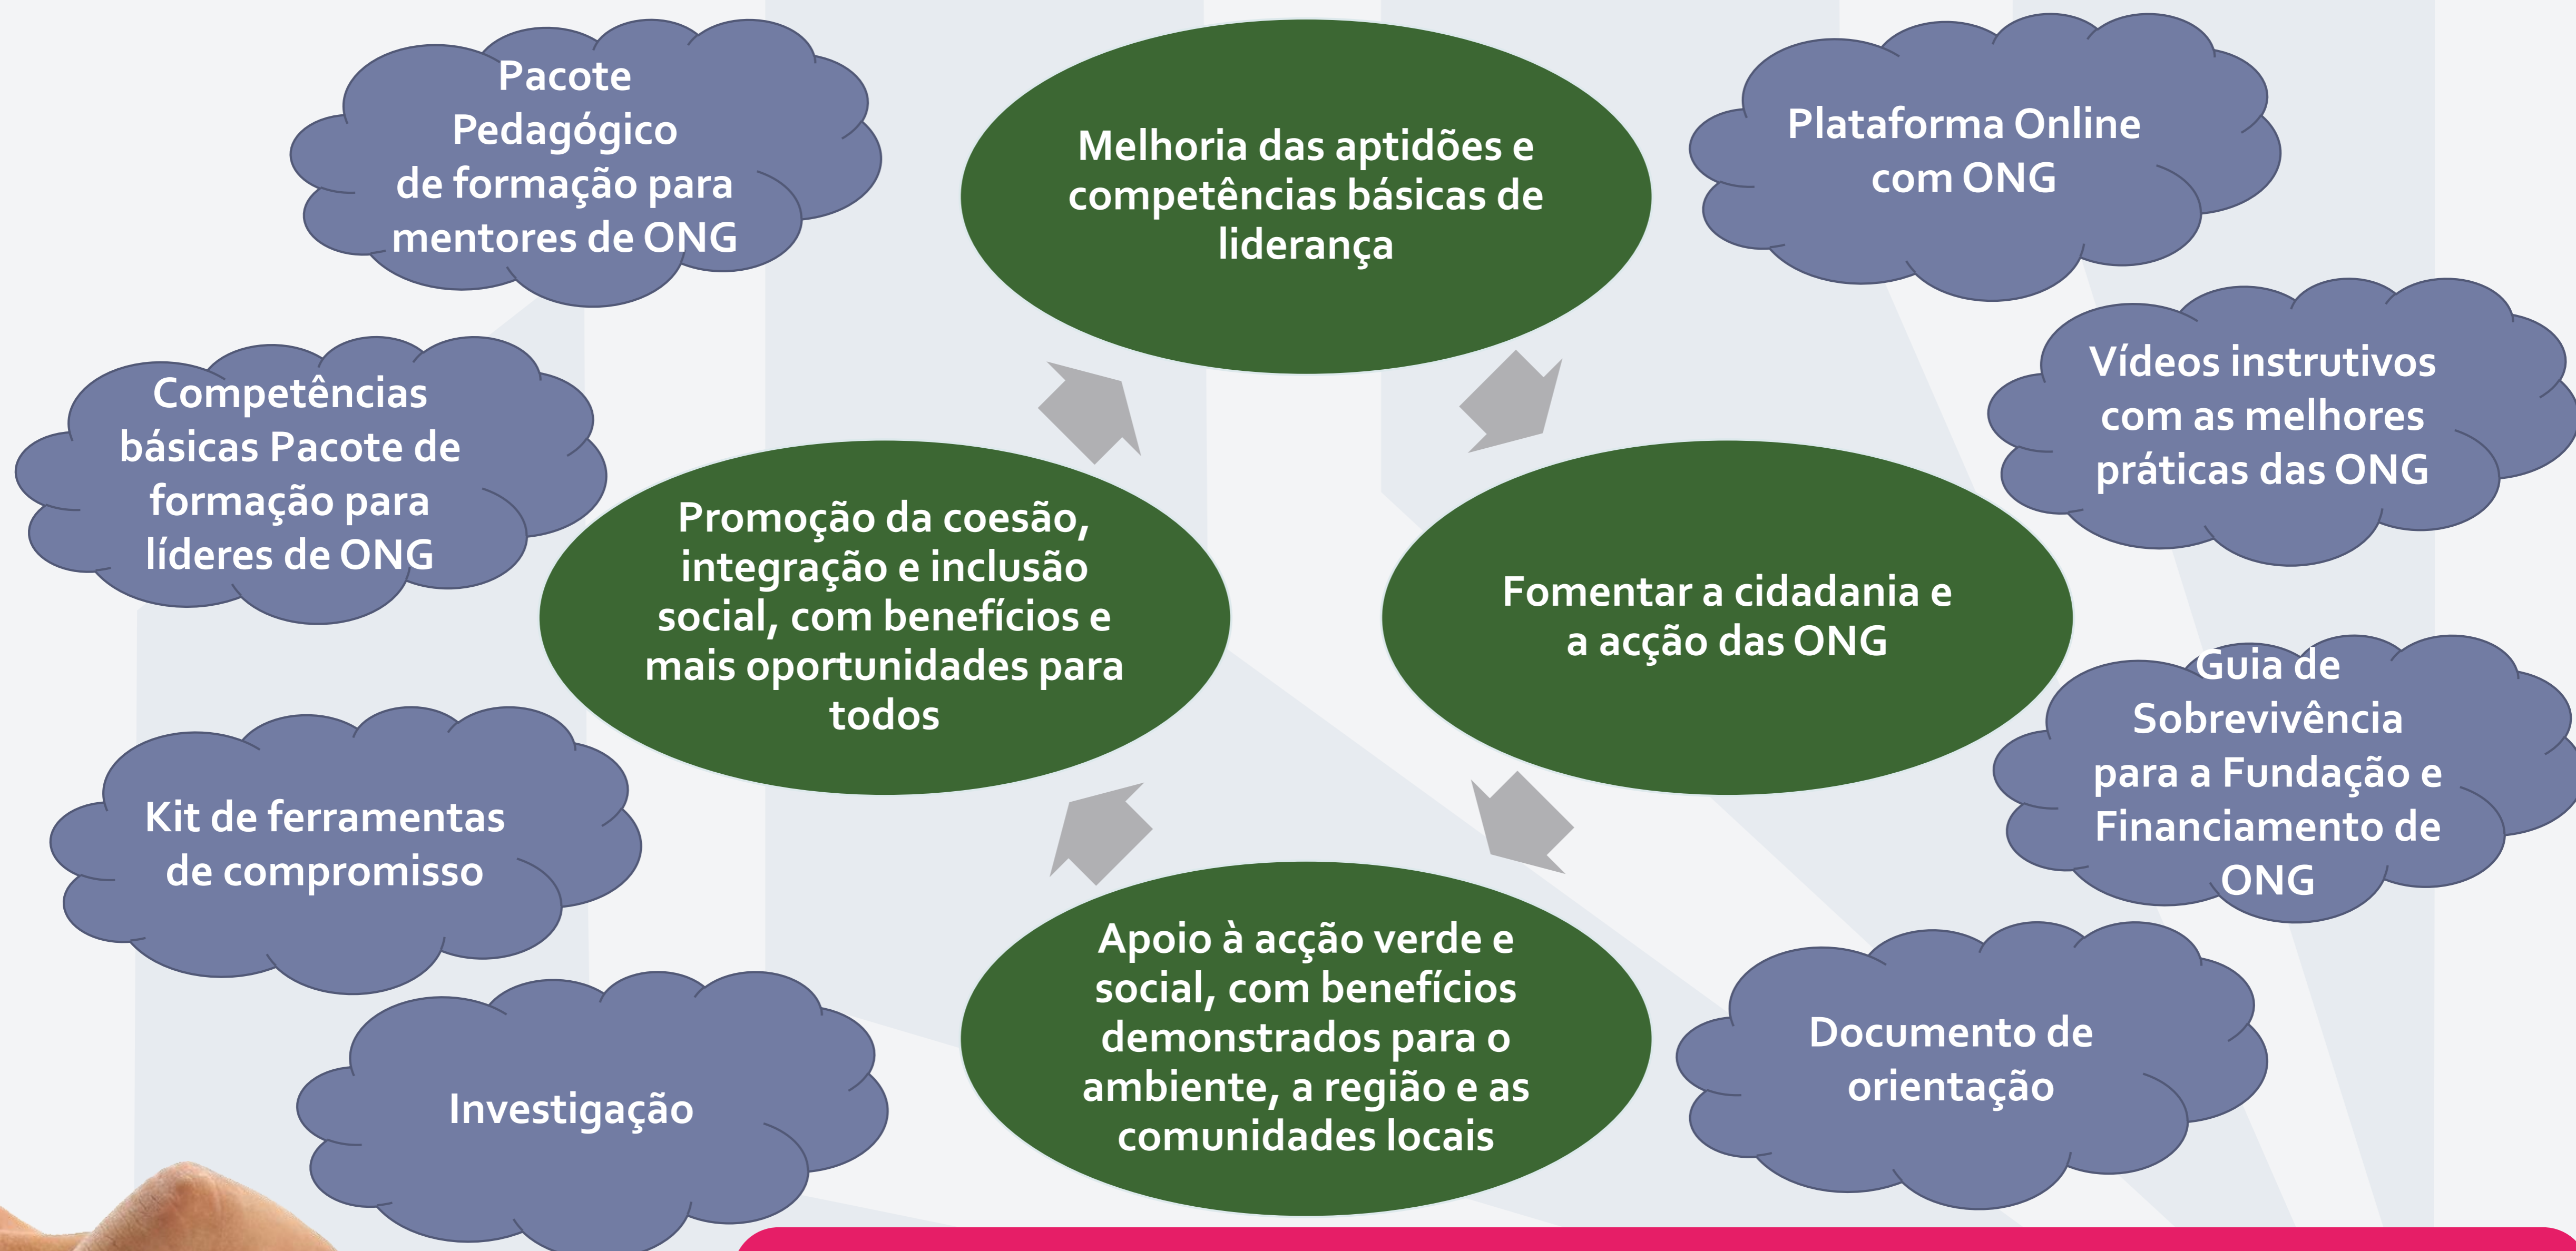 Pacote
Pedagógico
de formação para
mentores de ONG
Melhoria das aptidões e
competências básicas de
liderança
Plataforma Online
com ONG
Competências
básicas Pacote de
formação para
líderes de ONG
Vídeos instrutivos
com as melhores
práticas das ONG
Promoção da coesão,
integração e inclusão
social, com benefícios e
mais oportunidades para
todos
Fomentar a cidadania e
a acção das ONG
Guia de
Sobrevivência
para a Fundação e
Financiamento de
ONG
Kit de ferramentas
de compromisso
Apoio à acção verde e
social, com benefícios
demonstrados para o
ambiente, a região e as
comunidades locais
Documento de
orientação
Investigação